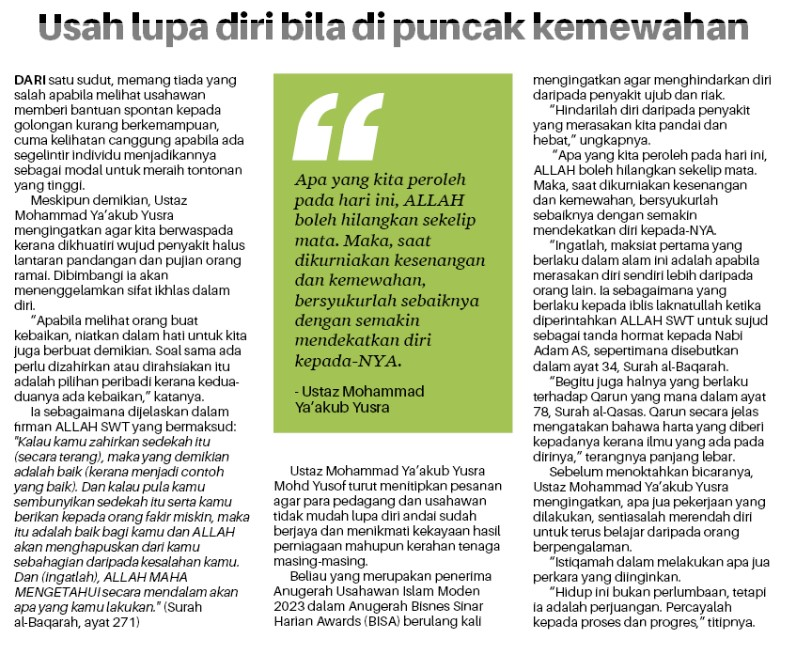 Usah lupa diri bila di puncak kemewahan
DARI satu sudut, memang tiada yang
salah apabila melihat usahawan
memberi bantuan spontan kepada
golongan kurang berkemampuan,
cuma kelihatan canggung apabila ada
segelintir individu menjadikannya
sebagai modal untuk meraih tontonan
yang tinggi.
Meskipun demikian, Ustaz
Mohammad Ya’akub Yusra
mengingatkan agar kita berwaspada
kerana dikhuatiri wujud penyakit halus
lantaran pandangan dan pujian orang
ramai. Dibimbangi ia akan
menenggelamkan sifat ikhlas dalam
diri.
“Apabila melihat orang buat
kebaikan, niatkan dalam hati untuk kita
juga berbuat demikian. Soal sama ada
perlu dizahirkan atau dirahsiakan itu
adalah pilihan peribadi kerana kedua-
duanya ada kebaikan,” katanya.
Ia sebagaimana dijelaskan dalam
firman ALLAH SWT yang bermaksud:
"Kalau kamu zahirkan sedekah itu
(secara terang), maka yang demikian
adalah baik (kerana menjadi contoh
yang baik). Dan kalau pula kamu
sembunyikan sedekah itu serta kamu
berikan kepada orang fakir miskin, maka
itu adalah baik bagi kamu dan ALLAH
akan menghapuskan dari kamu
sebahagian daripada kesalahan kamu.
Dan (ingatlah), ALLAH MAHA
MENGETAHUI secara mendalam akan
apa yang kamu lakukan." (Surah
al-Baqarah, ayat 271)
“
Apa yang kita peroleh
pada hari ini, ALLAH
boleh hilangkan sekelip
mata. Maka, saat
dikurniakan kesenangan
dan kemewahan,
bersyukurlah sebaiknya
dengan semakin
mendekatkan diri
kepada-NYA.
- Ustaz Mohammad
Ya’akub Yusra
Ustaz Mohammad Ya’akub Yusra
Mohd Yusof turut menitipkan pesanan
agar para pedagang dan usahawan
tidak mudah lupa diri andai sudah
berjaya dan menikmati kekayaan hasil
perniagaan mahupun kerahan tenaga
masing-masing.
Beliau yang merupakan penerima
Anugerah Usahawan Islam Moden
2023 dalam Anugerah Bisnes Sinar
Harian Awards (BISA) berulang kali
mengingatkan agar menghindarkan diri
daripada penyakit ujub dan riak.
“Hindarilah diri daripada penyakit
yang merasakan kita pandai dan
hebat,” ungkapnya.
“Apa yang kita peroleh pada hari ini,
ALLAH boleh hilangkan sekelip mata.
Maka, saat dikurniakan kesenangan
dan kemewahan, bersyukurlah
sebaiknya dengan semakin
mendekatkan diri kepada-NYA.
“Ingatlah, maksiat pertama yang
berlaku dalam alam ini adalah apabila
merasakan diri sendiri lebih daripada
orang lain. Ia sebagaimana yang
berlaku kepada iblis laknatullah ketika
diperintahkan ALLAH SWT untuk sujud
sebagai tanda hormat kepada Nabi
Adam AS, sepertimana disebutkan
dalam ayat 34, Surah al-Baqarah.
“Begitu juga halnya yang berlaku
terhadap Qarun yang mana dalam ayat
78, Surah al-Qasas. Qarun secara jelas
mengatakan bahawa harta yang diberi
kepadanya kerana ilmu yang ada pada
dirinya,” terangnya panjang lebar.
Sebelum menoktahkan bicaranya,
Ustaz Mohammad Ya’akub Yusra
mengingatkan, apa jua pekerjaan yang
dilakukan, sentiasalah merendah diri
untuk terus belajar daripada orang
berpengalaman.
“Istiqamah dalam melakukan apa jua
perkara yang diinginkan.
“Hidup ini bukan perlumbaan, tetapi
ia adalah perjuangan. Percayalah
kepada proses dan progres,” titipnya.